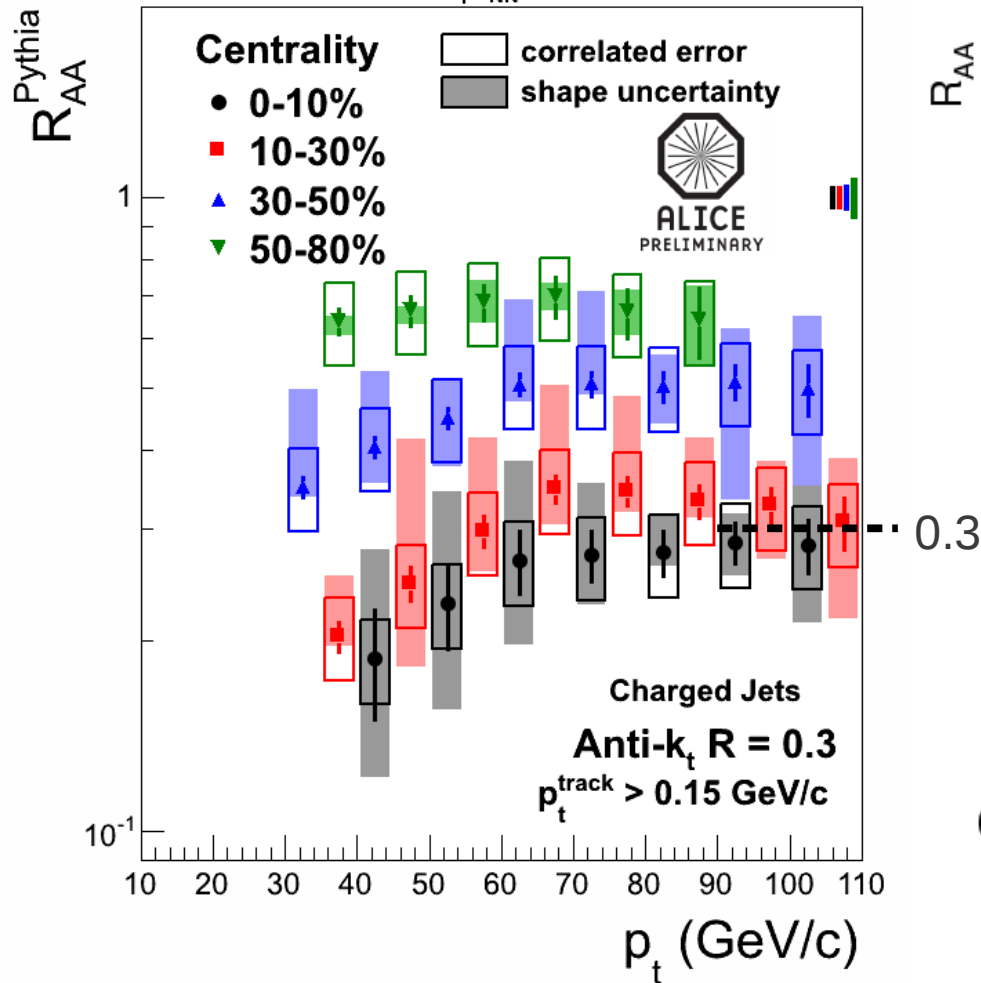 R_AA^Pythia
Centrality
0-10%
10-30%
30-50%
50-80%
correlated error
shape uncertainty
ALICE
PRELIMINARY
R_AA
1
0.3
Charged Jets
Anti-k_t R = 0.3
p_t^track > 0.15 GeV/c
10^-1
10 20 30 40 50 60 70 80 90 100 110
p_t (GeV/c)